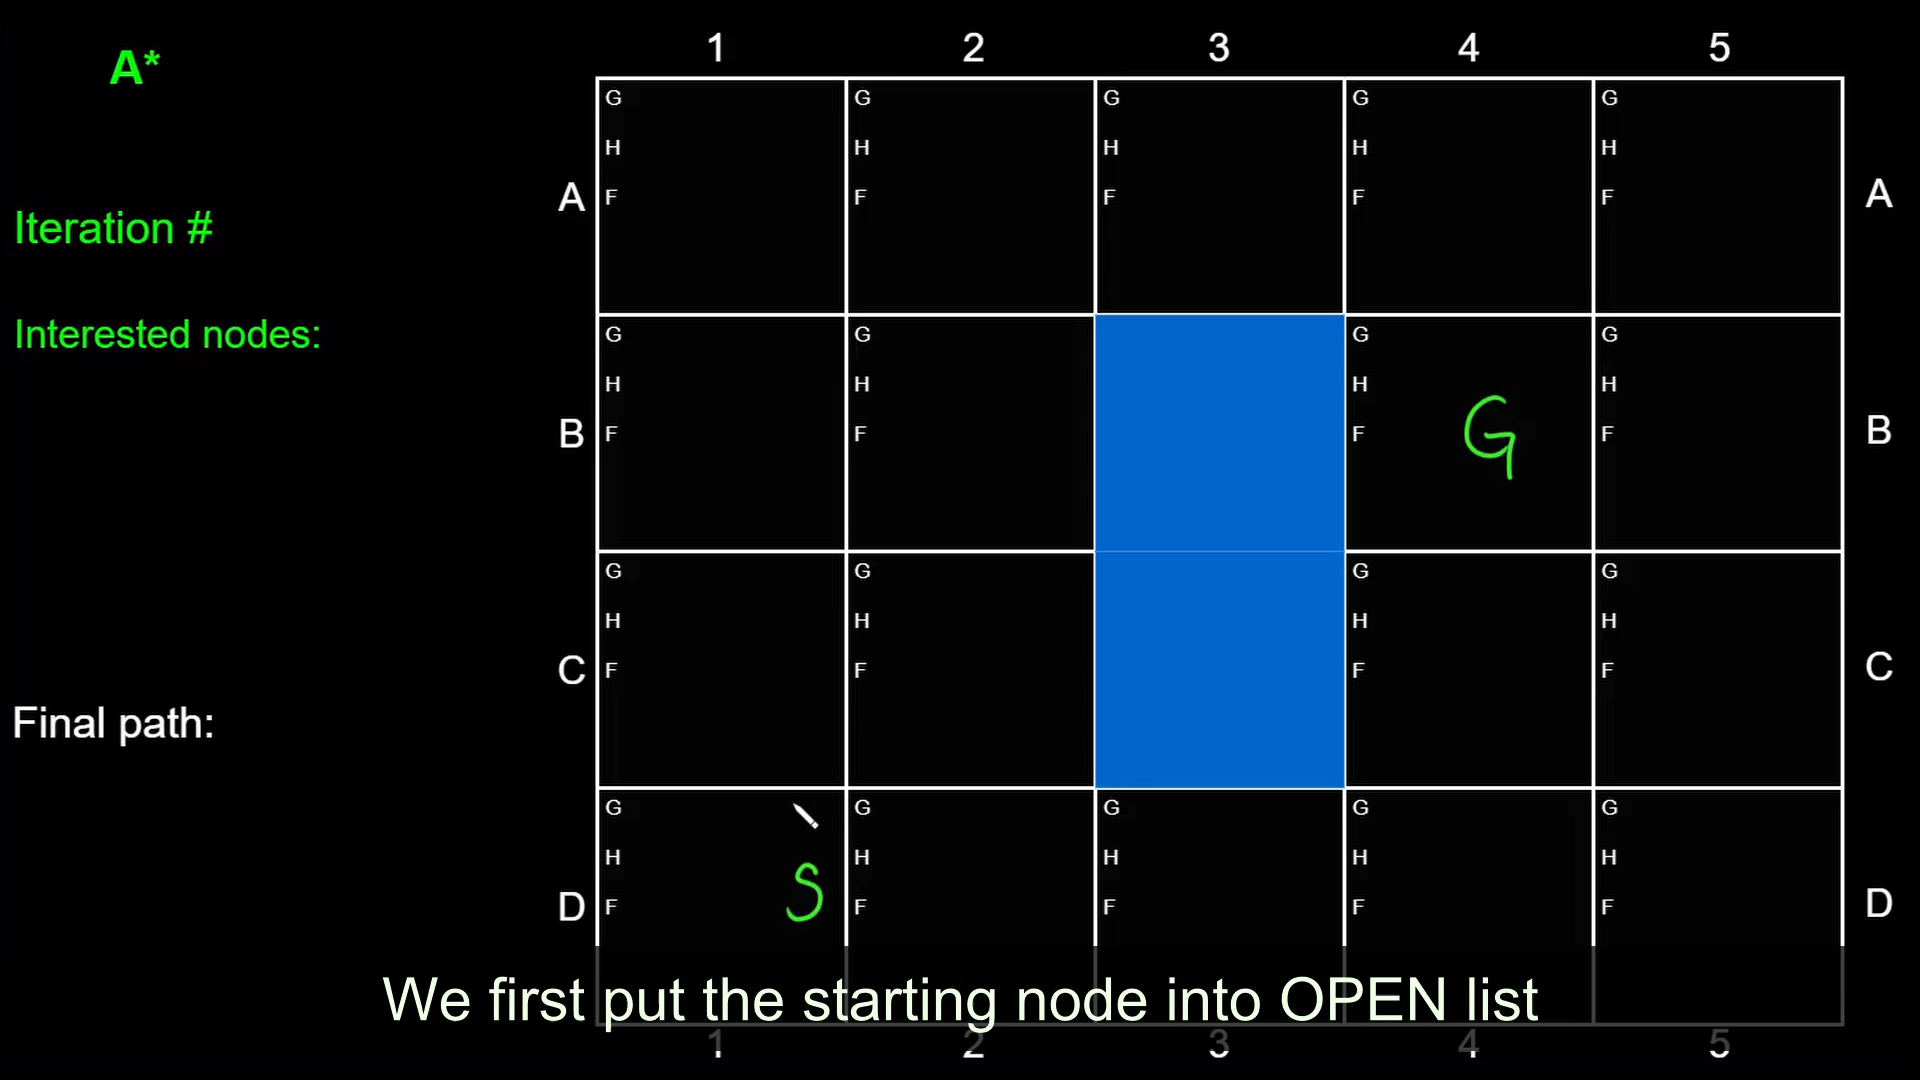 A*
Iteration #
Interested nodes:
Final path:
1 2 3 4 5
G G G G G
H H H H H
A F F F F F A
G G G G
H H H H
B F F F G F B
G G G G
H H H H
C F F F F C
G G G G G
H H H H H
D F S F F F F D
We first put the starting node into OPEN list
1 2 3 4 5